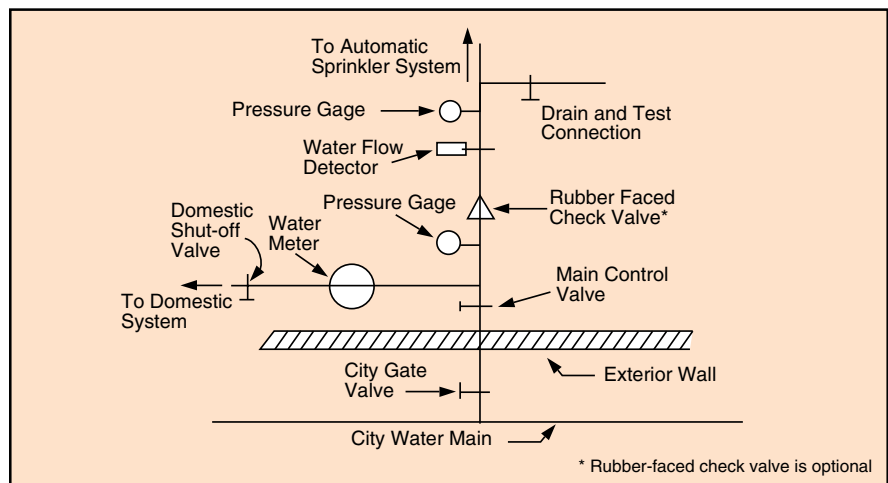 To Automatic
Sprinkler System
Pressure Gage
Drain and Test
Connection
Water Flow
Detector
Pressure Gage
Rubber Faced
Check Valve*
Domestic
Shut-off
Valve
Water
Meter
Main Control
Valve
To Domestic
System
City Gate
Valve
Exterior Wall
City Water Main
* Rubber-faced check valve is optional